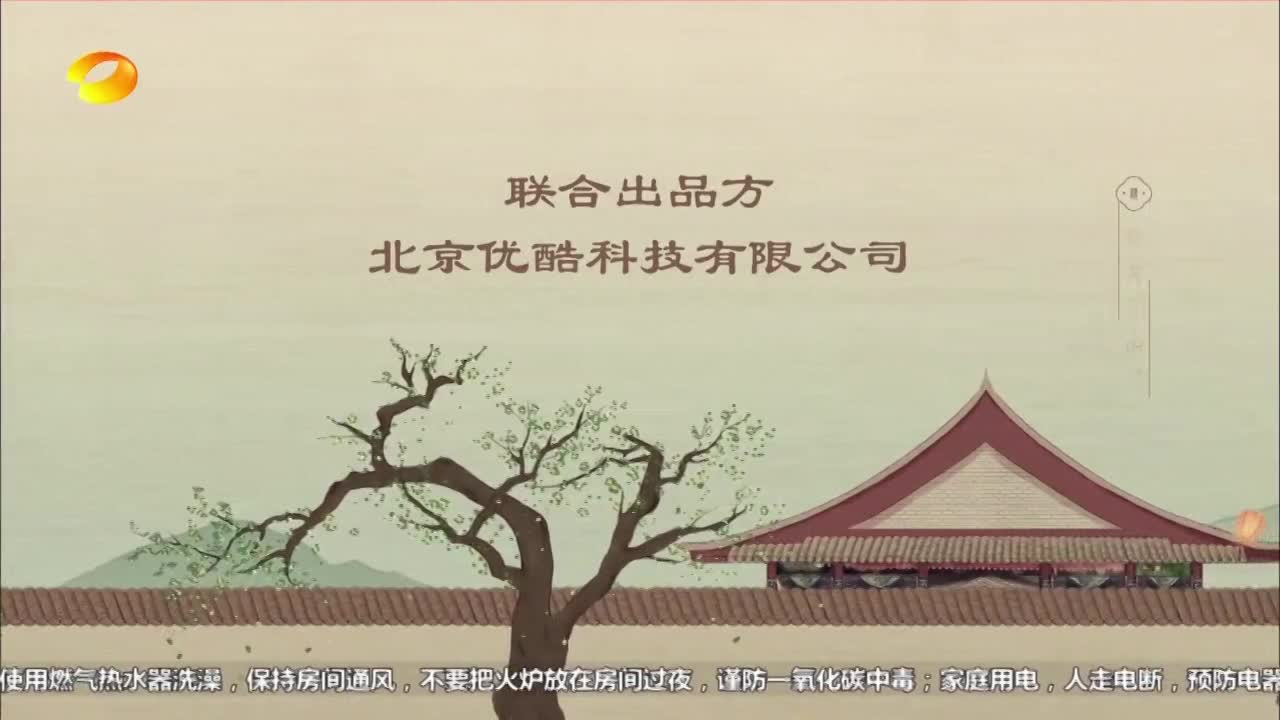 联合出品方
北京优酷科技有限公司
使用燃气热水器洗澡，保持房间通风，不要把火炉放在房间过夜，谨防一氧化碳中毒；家庭用电，人走电断，预防电器